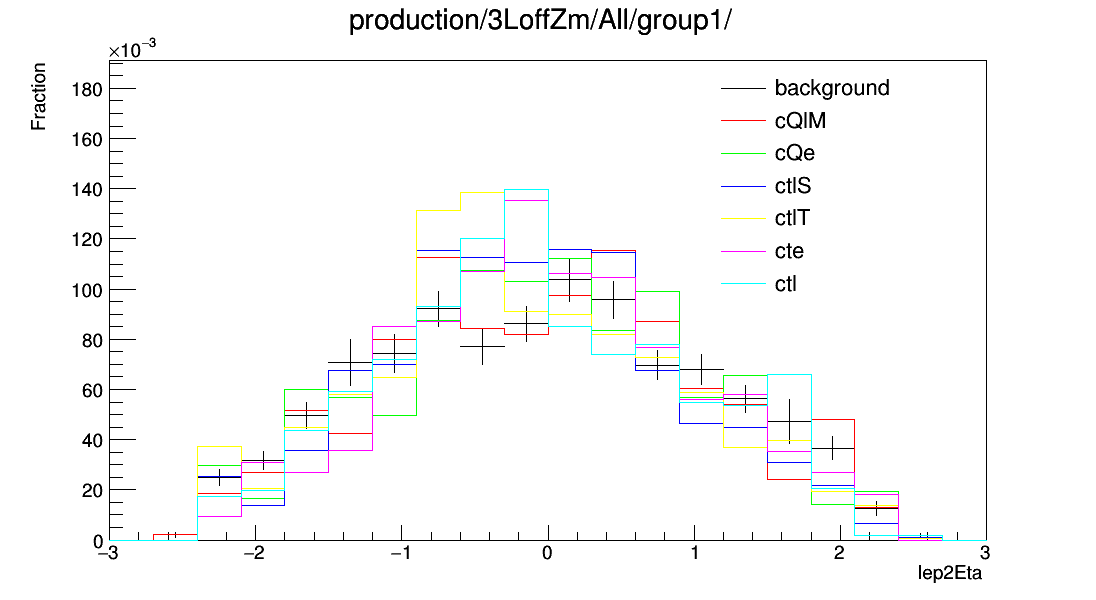 production/3LoffZm/All/group1/
×10⁻³
Fraction
180
160
140
120
100
80
60
40
20
0
background
cQlM
cQe
ctlS
ctlT
cte
ctl
−3
−2
−1
0
1
2
3
lep2Eta